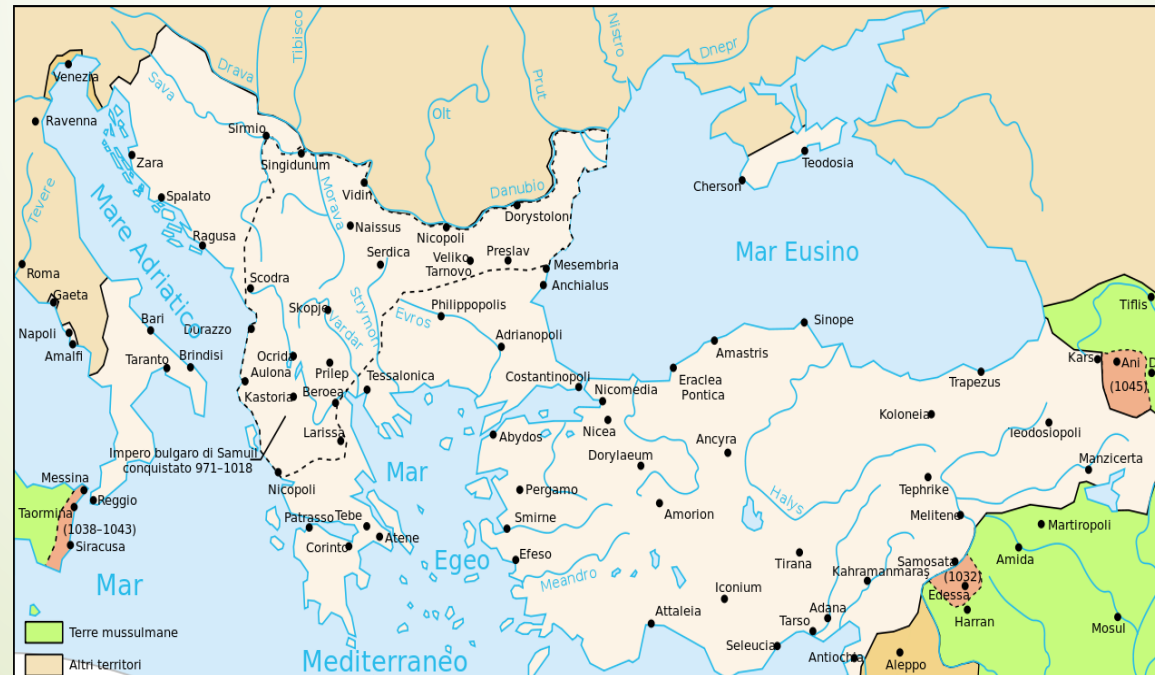 Tibisco
Nistro
Dnepr
Drava
Prut
Venezia
Sava
Olt
Ravenna
Sirmio
Singidunum
Teodosia
Zara
Vidin
Danubio
Cherson
Tevere
Spalato
Morava
Dorystolon
Mare Adriatico
Naissus
Nicopoli
Ragusa
Serdica
Veliko
Tarnovo
Preslav
Mar Eusino
Roma
Mesembria
Scodra
Anchialus
Gaeta
Skopje
Strymon
Philippopolis
Tiflis
Bari
Durazzo
Vardar
Evros
Sinope
Napoli
Adrianopoli
Amalfi
Amastris
Kars
Ani
(1045)
D
Taranto
Brindisi
Ocrida
Aulona
Prilep
Tessalonica
Costantinopoli
Eraclea
Pontica
Trapezus
Kastoria
Beroea
Nicomedia
Koloneia
Larissa
Abydos
Nicea
Ancyra
Teodosiopoli
Impero bulgaro di Samuil
conquistato 971–1018
Dorylaeum
Manzicerta
Mar
Messina
Nicopoli
Tephrike
Reggio
Pergamo
Halys
Taormina
(1038–1043)
Patrasso
Tebe
Smirne
Amorion
Melitene
Martiropoli
Siracusa
Corinto
Atene
Egeo
Efeso
Tirana
Samosata
Amida
Mar
Meandro
Kahramanmaraş
(1032)
Edessa
Iconium
Attaleia
Adana
Tarso
Harran
Mosul
Terre mussulmane
Seleucia
Mediterraneo
Antiochia
Aleppo
Altri territori